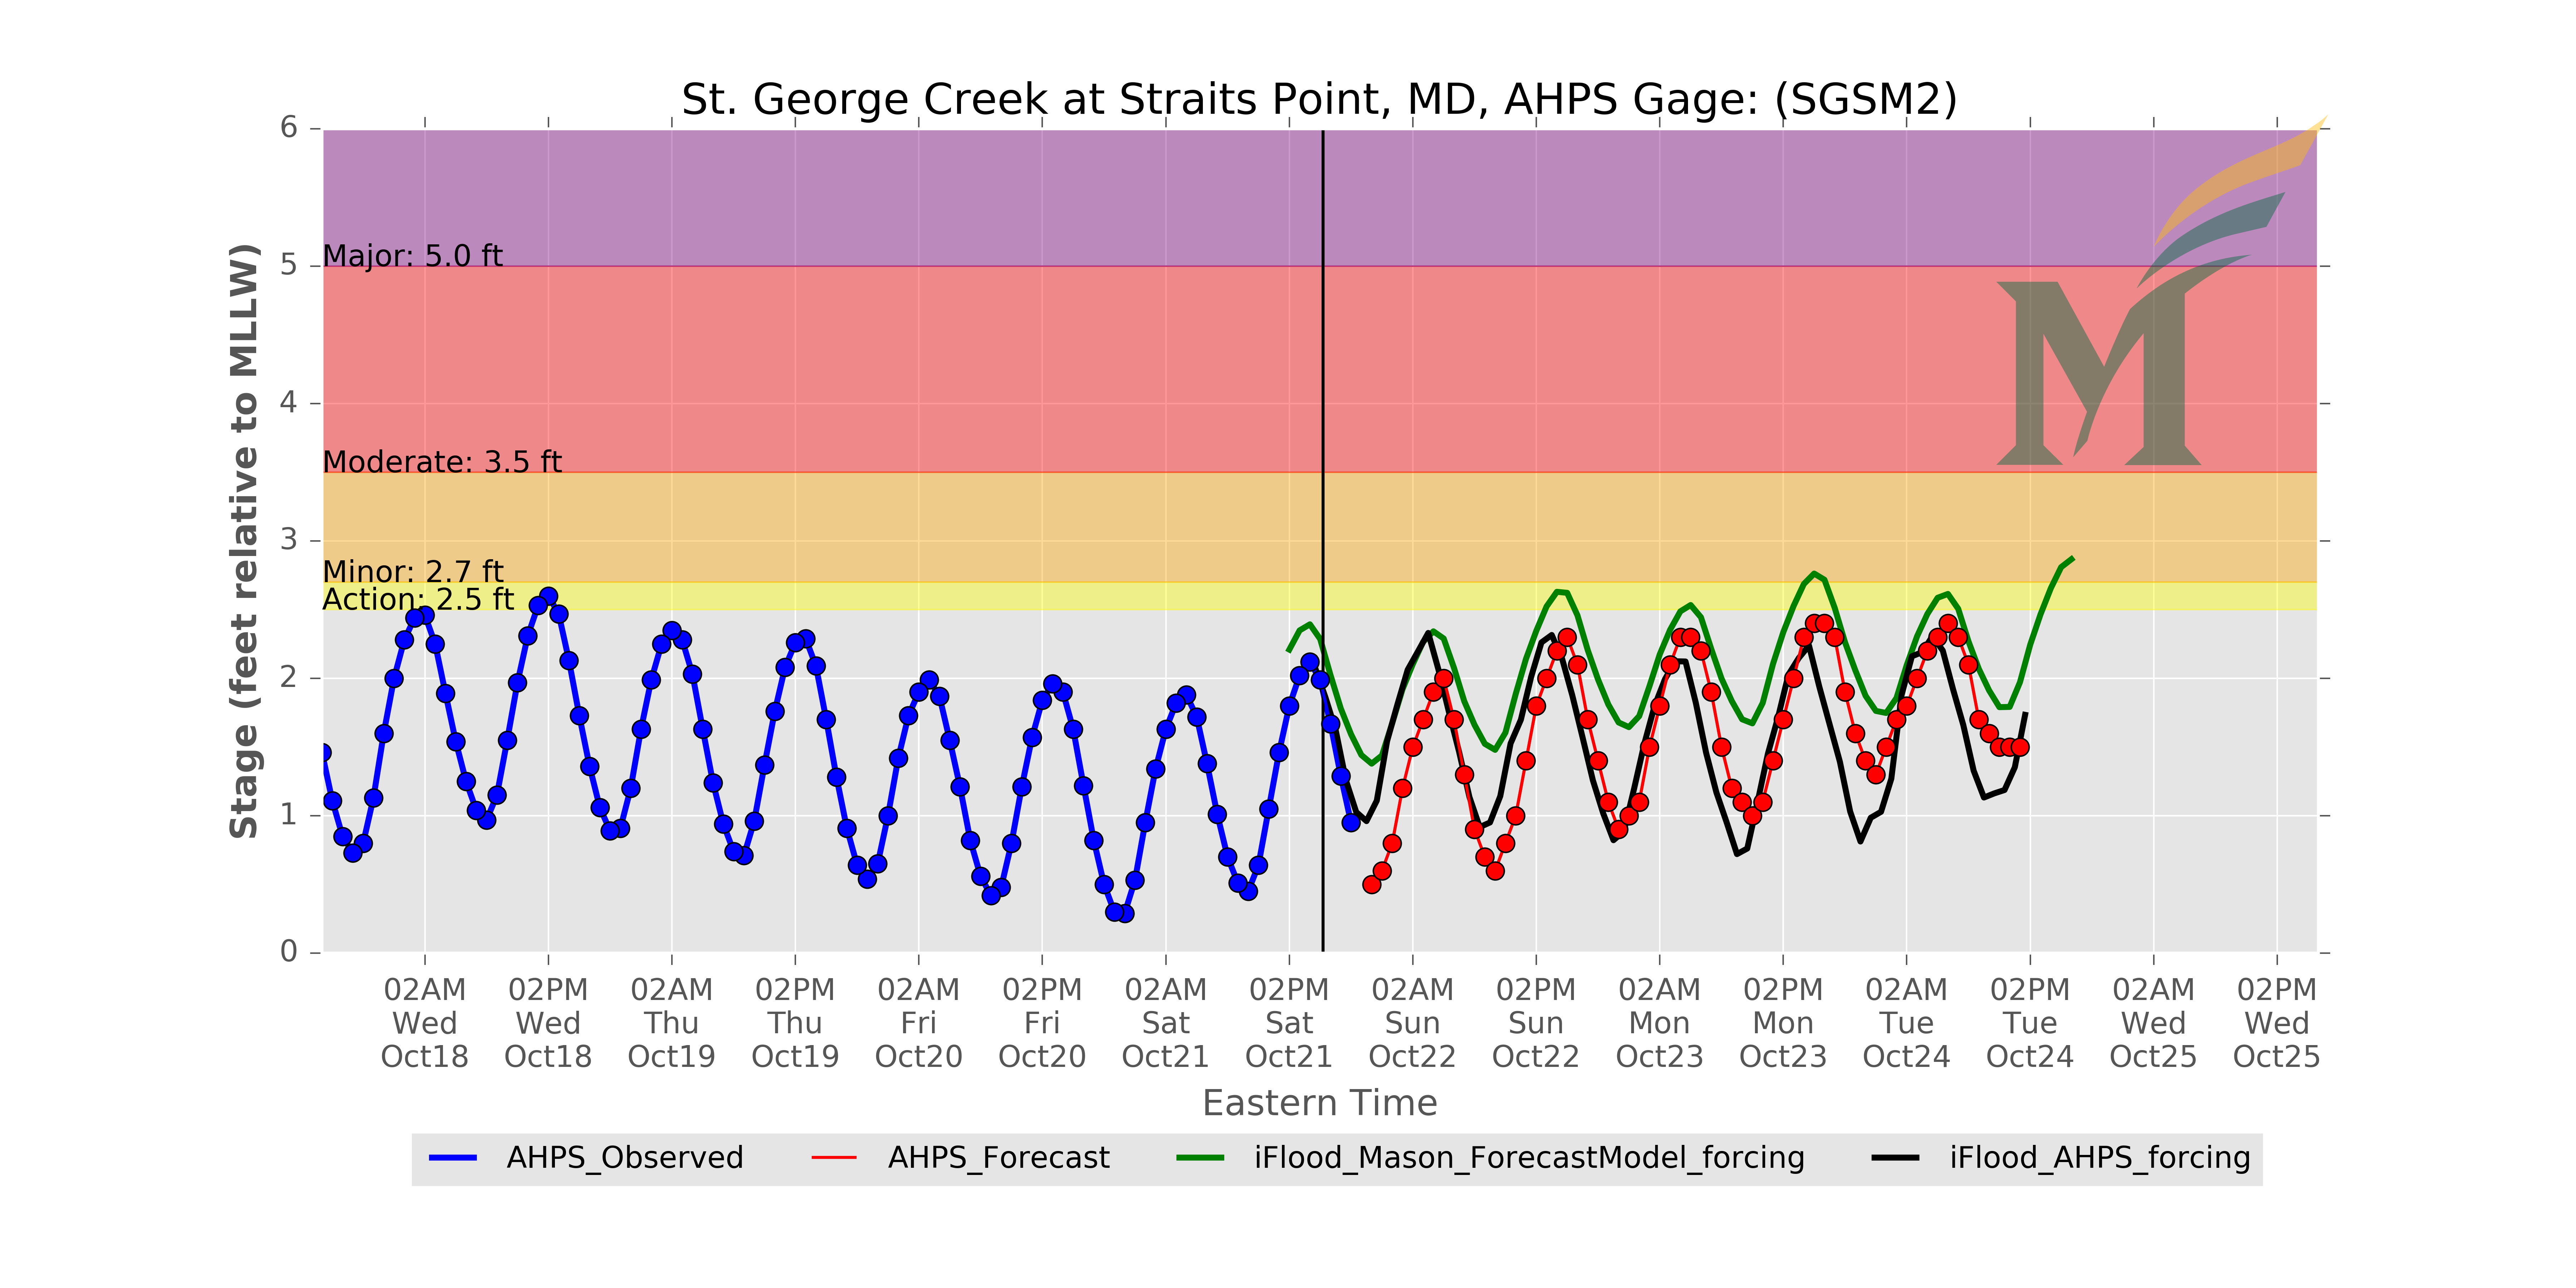 St. George Creek at Straits Point, MD, AHPS Gage: (SGSM2)
Stage (feet relative to MLLW)
6
5
4
3
2
1
0
Major: 5.0 ft
Moderate: 3.5 ft
Minor: 2.7 ft
Action: 2.5 ft
M
02AM 02PM 02AM 02PM 02AM 02PM 02AM 02PM 02AM 02PM 02AM 02PM 02AM 02PM 02AM 02PM
Wed Wed Thu Thu Fri Fri Sat Sat Sun Sun Mon Mon Tue Tue Wed Wed
Oct18 Oct18 Oct19 Oct19 Oct20 Oct20 Oct21 Oct21 Oct22 Oct22 Oct23 Oct23 Oct24 Oct24 Oct25 Oct25
Eastern Time
AHPS_Observed AHPS_Forecast iFlood_Mason_ForecastModel_forcing iFlood_AHPS_forcing